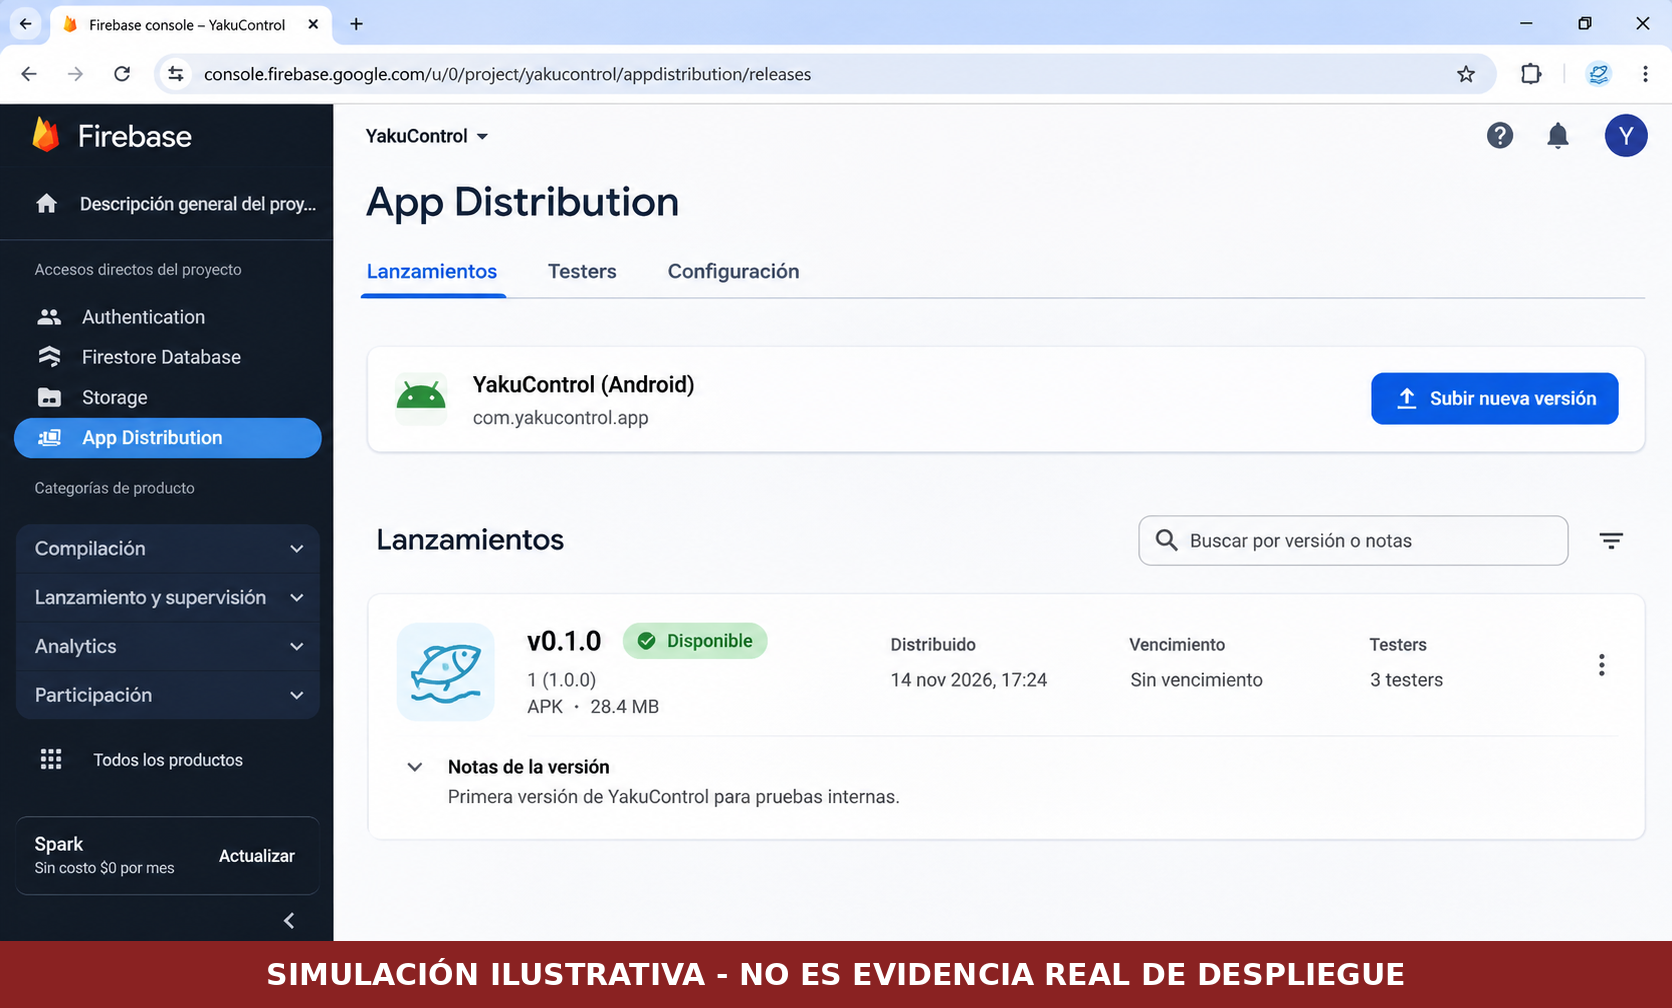 Firebase console – YakuControl
console.firebase.google.com/u/0/project/yakucontrol/appdistribution/releases
Firebase
Descripción general del proy...
Accesos directos del proyecto
Authentication
Firestore Database
Storage
App Distribution
Categorías de producto
Compilación
Lanzamiento y supervisión
Analytics
Participación
Todos los productos
Spark
Sin costo $0 por mes
Actualizar
YakuControl
Y
App Distribution
Lanzamientos Testers Configuración
YakuControl (Android)
com.yakucontrol.app
Subir nueva versión
Lanzamientos
Buscar por versión o notas
v0.1.0 Disponible
1 (1.0.0)
APK · 28.4 MB
Distribuido
14 nov 2026, 17:24
Vencimiento
Sin vencimiento
Testers
3 testers
Notas de la versión
Primera versión de YakuControl para pruebas internas.
SIMULACIÓN ILUSTRATIVA - NO ES EVIDENCIA REAL DE DESPLIEGUE